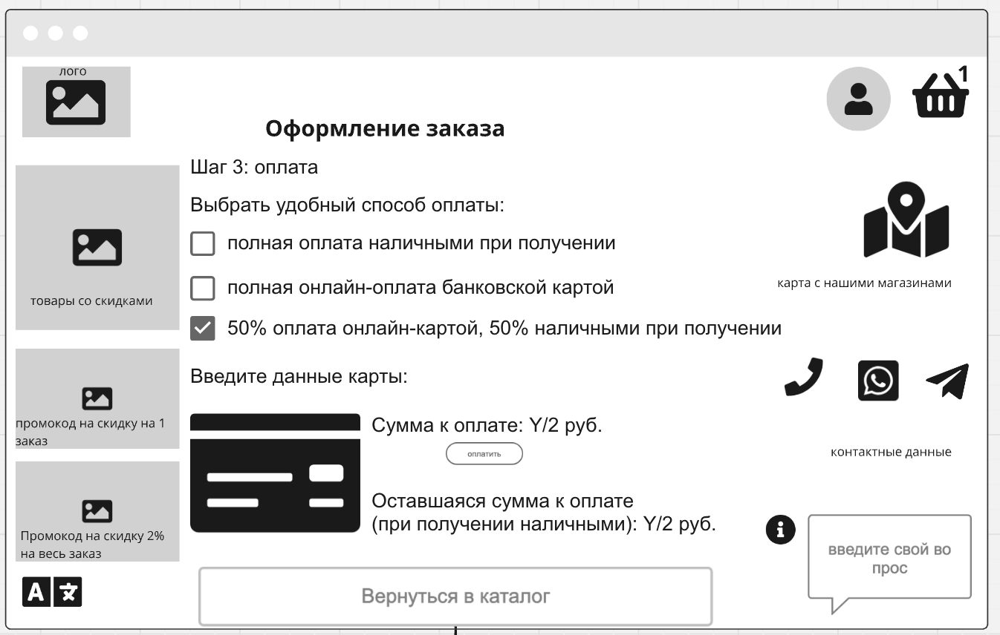 лого
1
Оформление заказа
Шаг 3: оплата
Выбрать удобный способ оплаты:
полная оплата наличными при получении
полная онлайн-оплата банковской картой
50% оплата онлайн-картой, 50% наличными при получении
Введите данные карты:
Сумма к оплате: Y/2 руб.
оплатить
Оставшаяся сумма к оплате
(при получении наличными): Y/2 руб.
товары со скидками
промокод на скидку на 1
заказ
Промокод на скидку 2%
на весь заказ
A 文
карта с нашими магазинами
контактные данные
введите свой во
прос
Вернуться в каталог